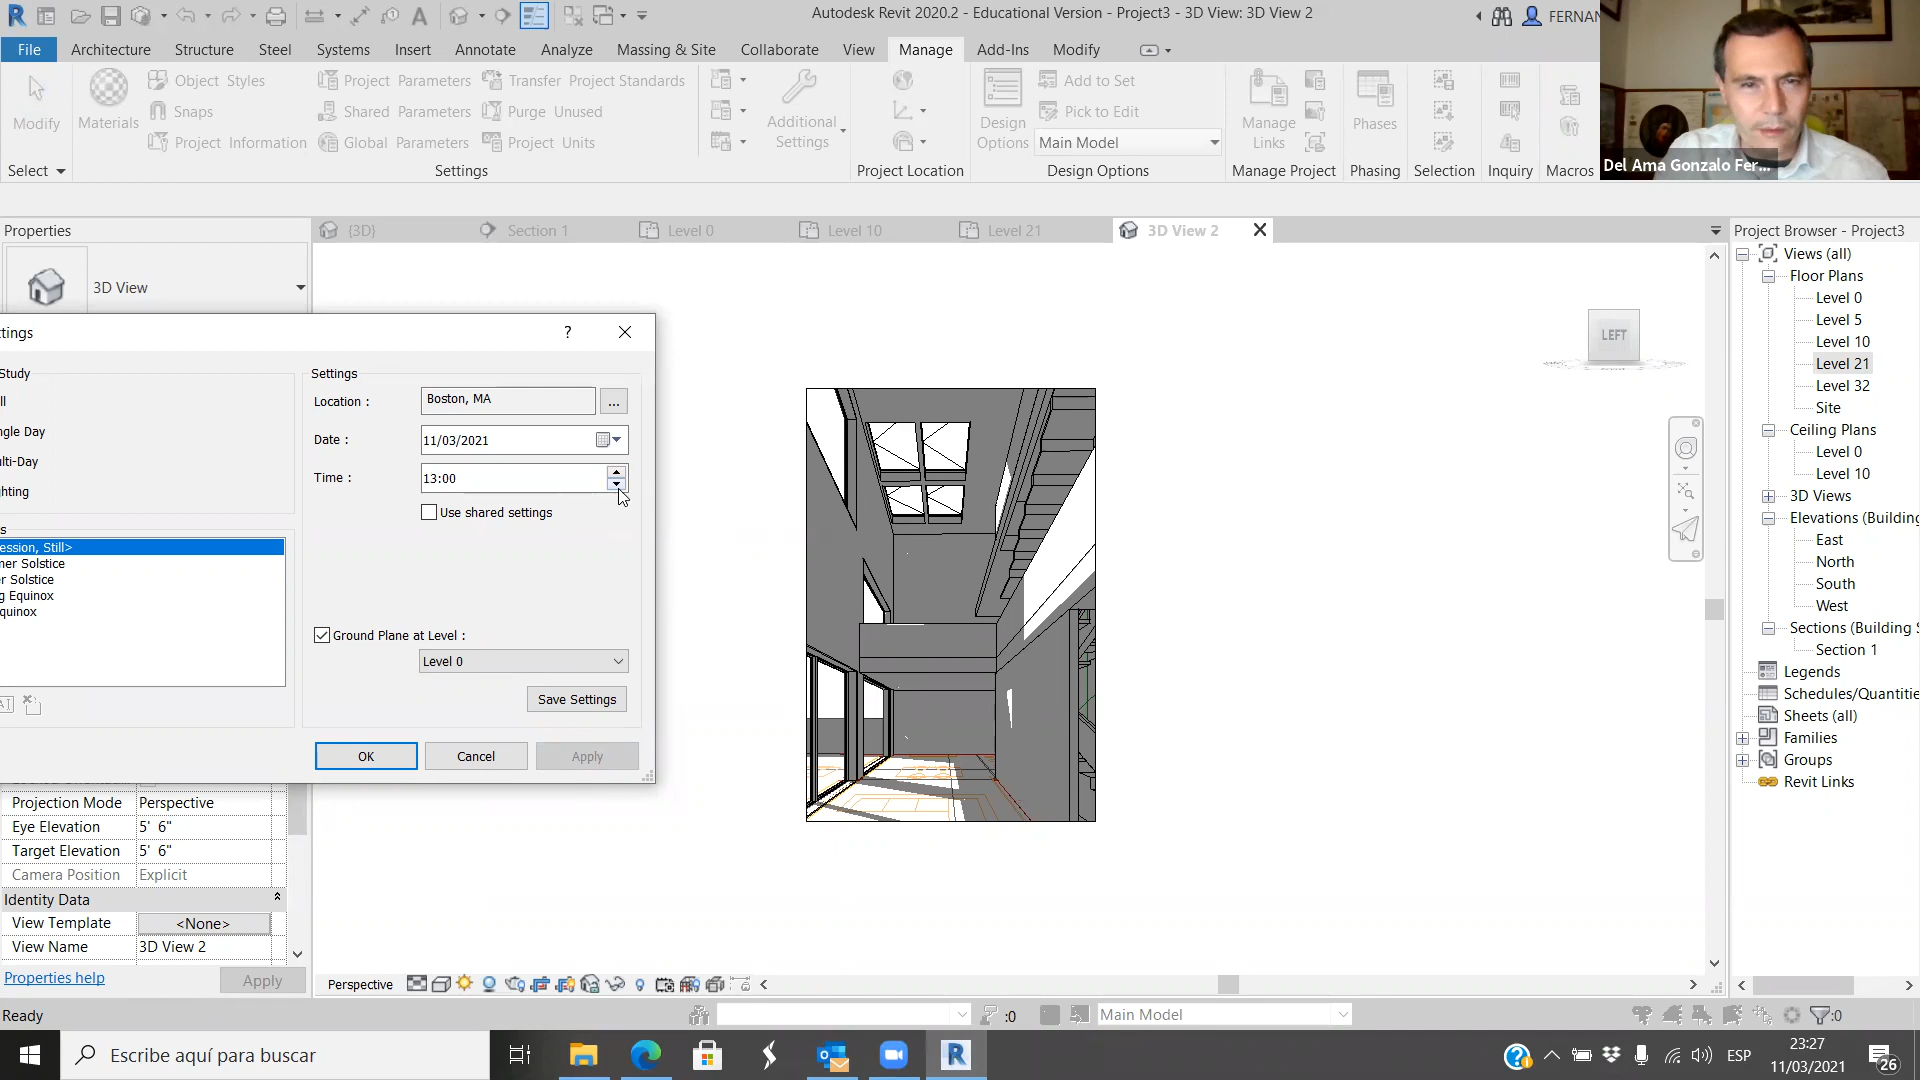 Autodesk Revit 2020.2 - Educational Version - Project3 - 3D View: 3D View 2
FERNAN
File Architecture Structure Steel Systems Insert Annotate Analyze Massing & Site Collaborate View Manage Add-Ins Modify
Modify
Materials
Object Styles
Snaps
Project Information
Project Parameters
Shared Parameters
Global Parameters
Transfer Project Standards
Purge Unused
Project Units
Additional Settings
Design Options
Add to Set
Pick to Edit
Main Model
Manage Links
Phases
Select
Settings
Project Location
Design Options
Manage Project
Phasing
Selection
Inquiry
Macros
Del Ama Gonzalo Fer...
Properties
{3D}
Section 1
Level 0
Level 10
Level 21
3D View 2
3D View
ttings
?
Study
ll
ngle Day
ulti-Day
ghting
s
ession, Still>
ner Solstice
er Solstice
g Equinox
quinox
Settings
Location :
Boston, MA
...
Date :
11/03/2021
Time :
13:00
Use shared settings
Ground Plane at Level :
Level 0
Save Settings
OK
Cancel
Apply
Projection Mode Perspective
Eye Elevation 5' 6"
Target Elevation 5' 6"
Camera Position Explicit
Identity Data
View Template <None>
View Name 3D View 2
Properties help
Apply
LEFT
Project Browser - Project3
Views (all)
Floor Plans
Level 0
Level 5
Level 10
Level 21
Level 32
Site
Ceiling Plans
Level 0
Level 10
3D Views
Elevations (Building
East
North
South
West
Sections (Building S
Section 1
Legends
Schedules/Quantitie
Sheets (all)
Families
Groups
Revit Links
Perspective
Ready
:0
Main Model
:0
Escribe aquí para buscar
ESP
23:27
11/03/2021
26